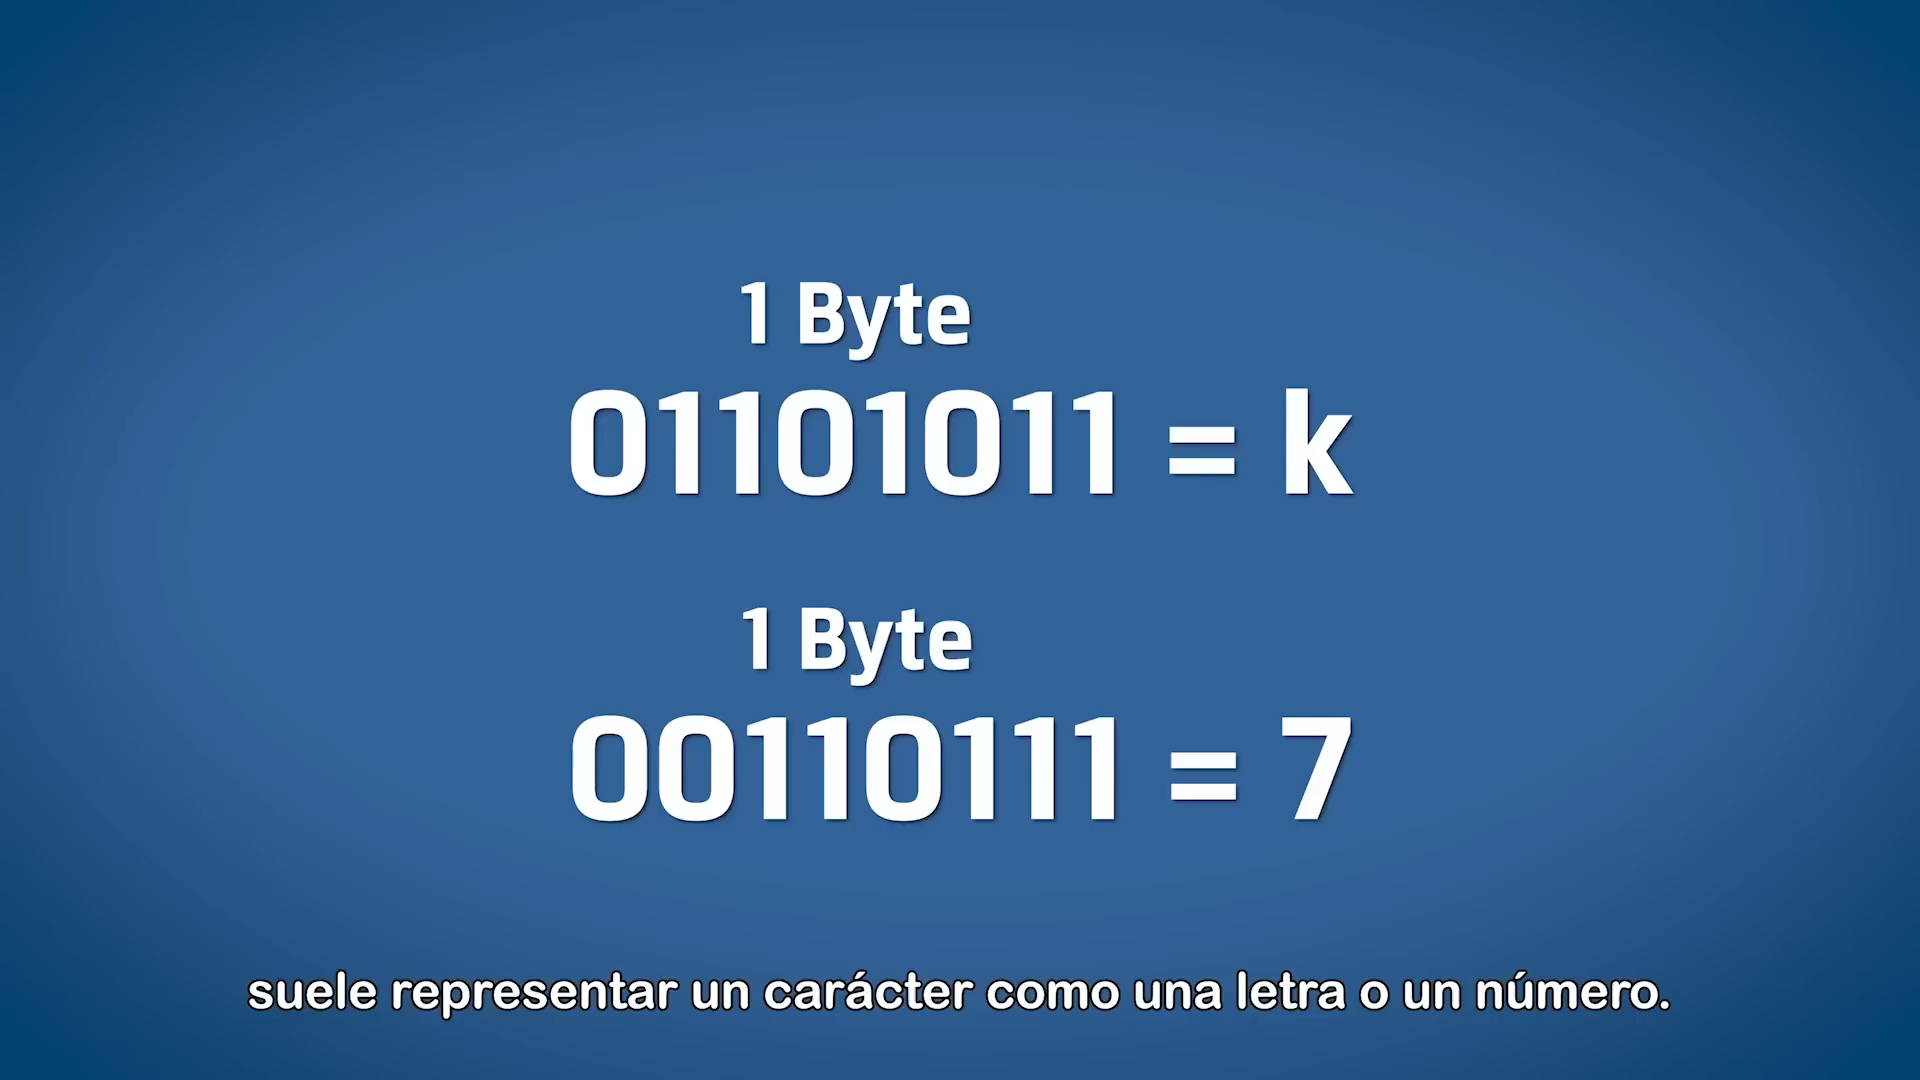 1 Byte
01101011 = k
1 Byte
00110111 = 7
suele representar un carácter como una letra o un número.